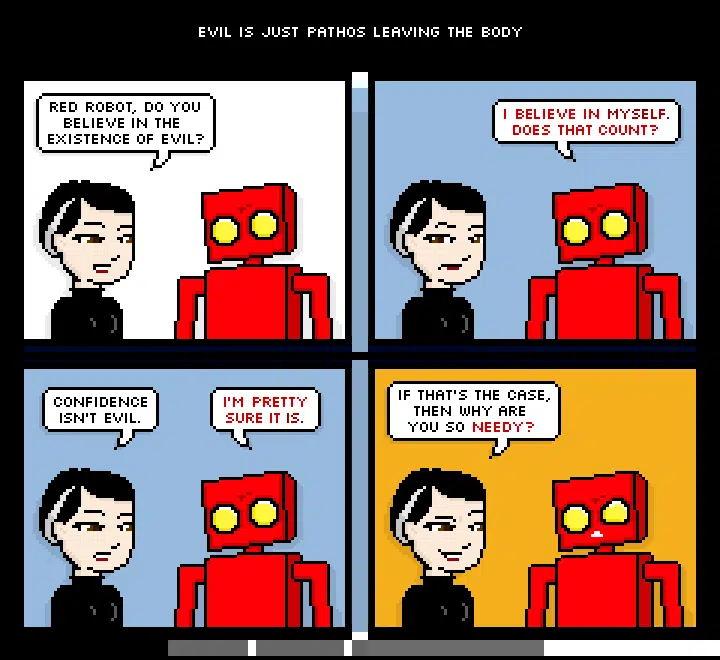 EVIL IS JUST PATHOS LEAVING THE BODY
RED ROBOT, DO YOU
BELIEVE IN THE
EXISTENCE OF EVIL?
I BELIEVE IN MYSELF.
DOES THAT COUNT?
CONFIDENCE
ISN'T EVIL.
I'M PRETTY
SURE IT IS.
IF THAT'S THE CASE,
THEN WHY ARE
YOU SO NEEDY?